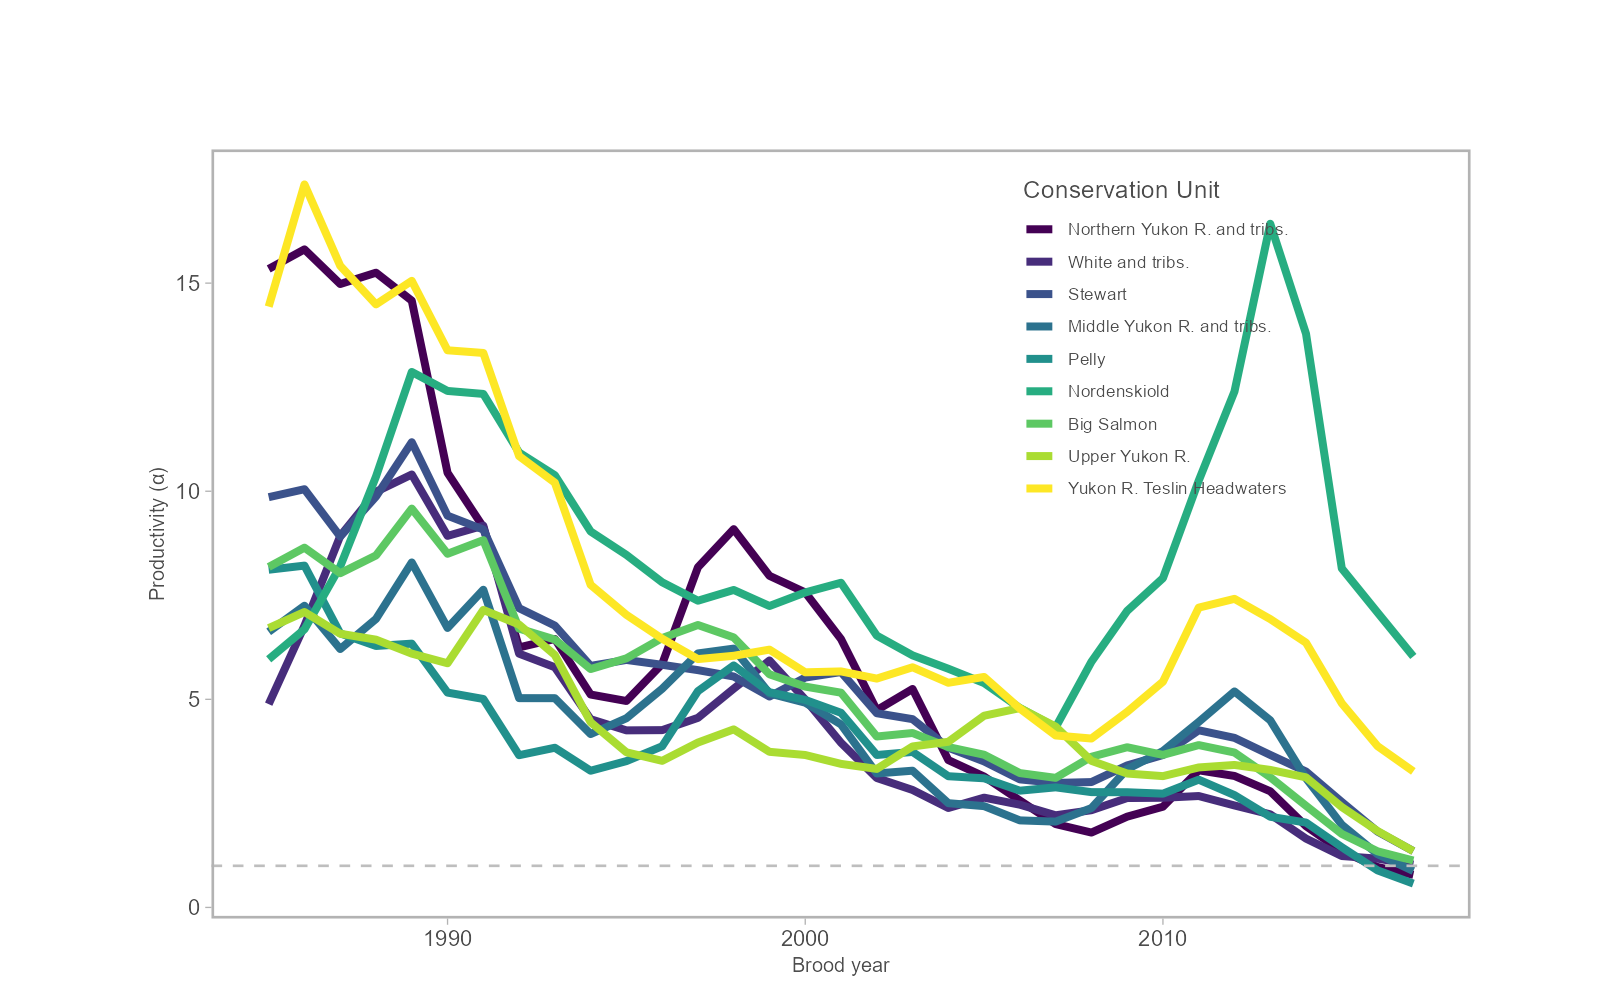 Conservation Unit
Northern Yukon R. and tribs.
White and tribs.
Stewart
Middle Yukon R. and tribs.
Pelly
Nordenskiold
Big Salmon
Upper Yukon R.
Yukon R. Teslin Headwaters
Productivity (α)
15
10
5
0
1990
2000
2010
Brood year